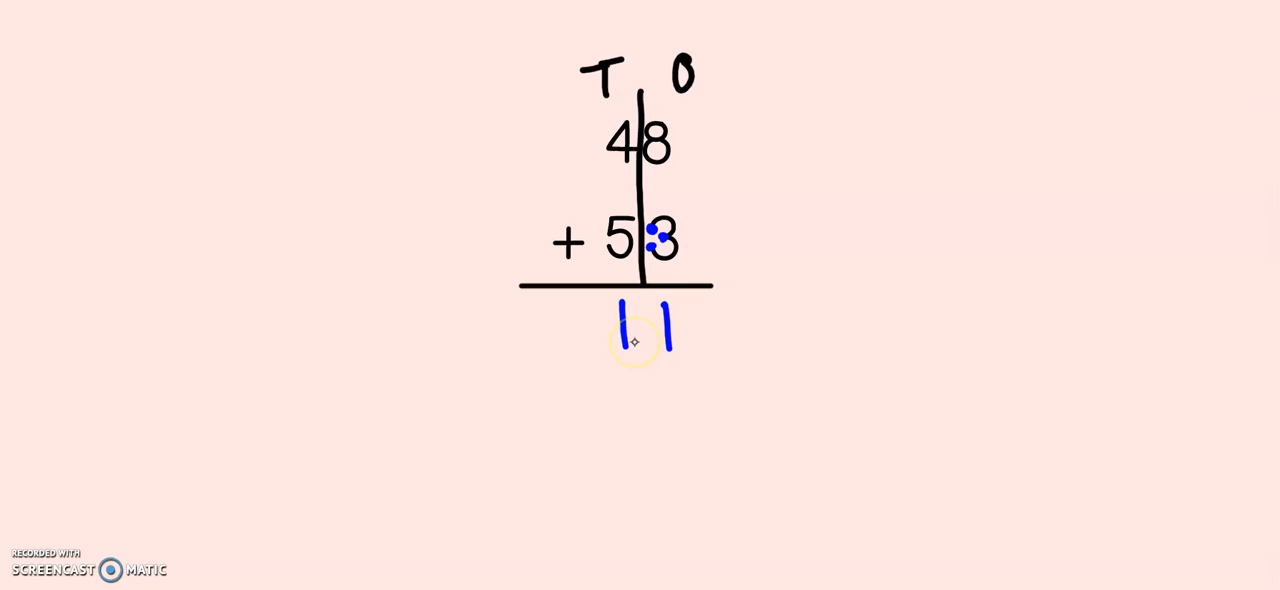 T O
48
+ 53
11
RECORDED WITH
SCREENCAST MATIC